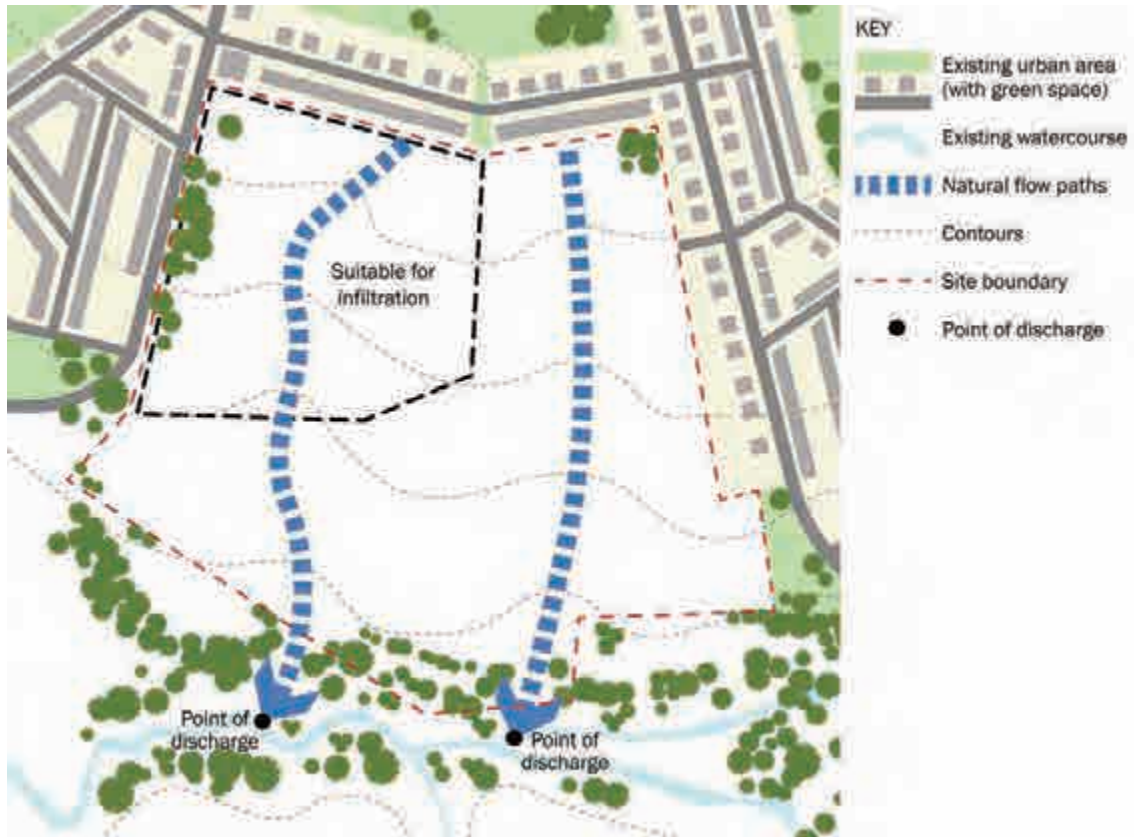 KEY
Existing urban area
(with green space)
Existing watercourse
Natural flow paths
Contours
Site boundary
Point of discharge
Suitable for
infiltration
Point of
discharge
Point of
discharge